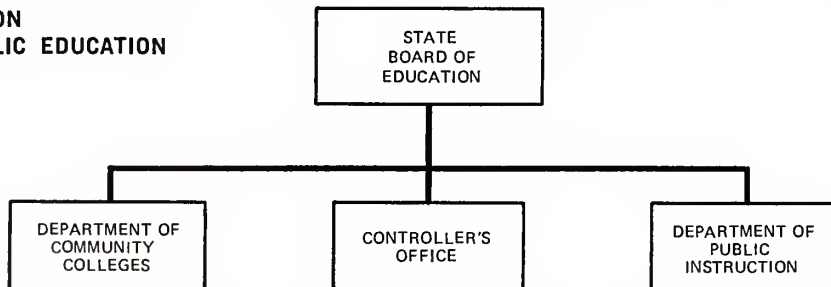 ON
LIC EDUCATION
STATE
BOARD OF
EDUCATION
DEPARTMENT OF
COMMUNITY
COLLEGES
CONTROLLER'S
OFFICE
DEPARTMENT OF
PUBLIC
INSTRUCTION